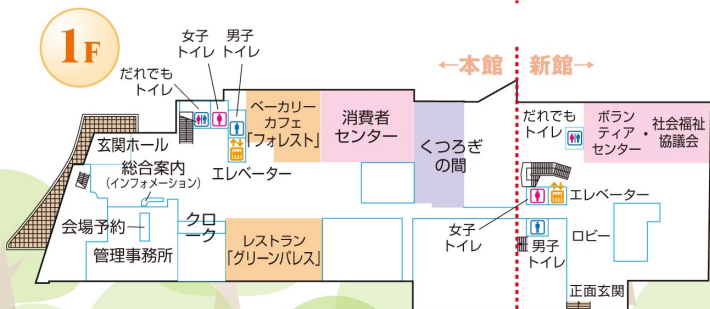 1F
女子
トイレ
男子
トイレ
だれでも
トイレ
←本館
新館→
玄関ホール
総合案内
(インフォメーション)
会場予約
管理事務所
クロ
ーク
エレベーター
ベーカリー
カフェ
「フォレスト」
消費者
センター
くつろぎ
の間
レストラン
「グリーンパレス」
だれでも
トイレ
ボラン
ティア
センター
・
社会福祉
協議会
エレベーター
女子
トイレ
男子
トイレ
ロビー
正面玄関